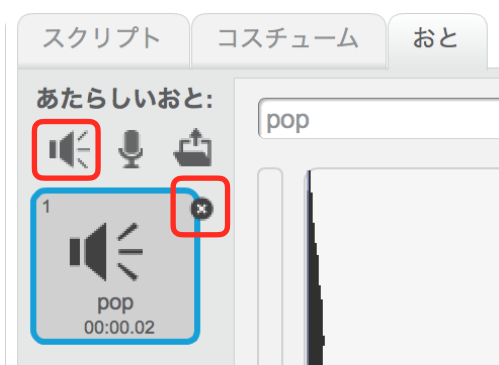 スクリプト
コスチューム
おと
あたらしいおと:
pop
1
pop
00:00.02